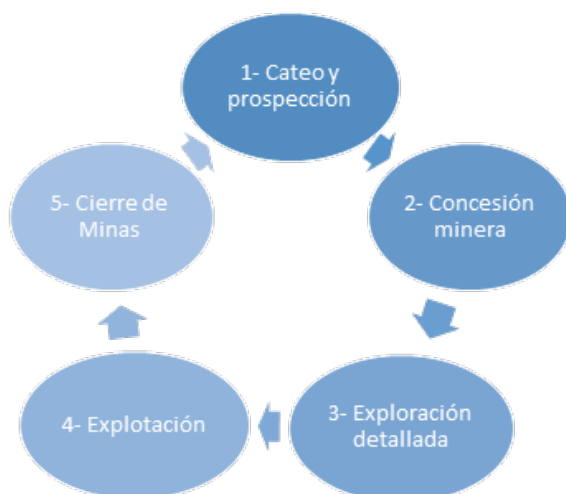 1- Cateo y
prospección
2- Concesión
minera
3- Exploración
detallada
4- Explotación
5- Cierre de
Minas